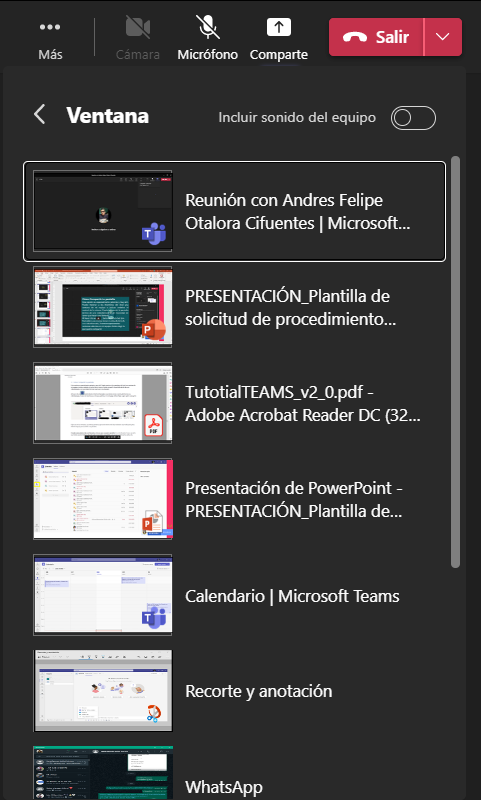 Más
Cámara
Micrófono
Comparte
Salir
Ventana
Incluir sonido del equipo
Reunión con Andres Felipe
Otalora Cifuentes | Microsoft...
PRESENTACIÓN_Plantilla de
solicitud de procedimiento...
TutotialTEAMS_v2_0.pdf -
Adobe Acrobat Reader DC (32...
PDF
Presentación de PowerPoint -
PRESENTACIÓN_Plantilla de...
Calendario | Microsoft Teams
Recorte y anotación
WhatsApp